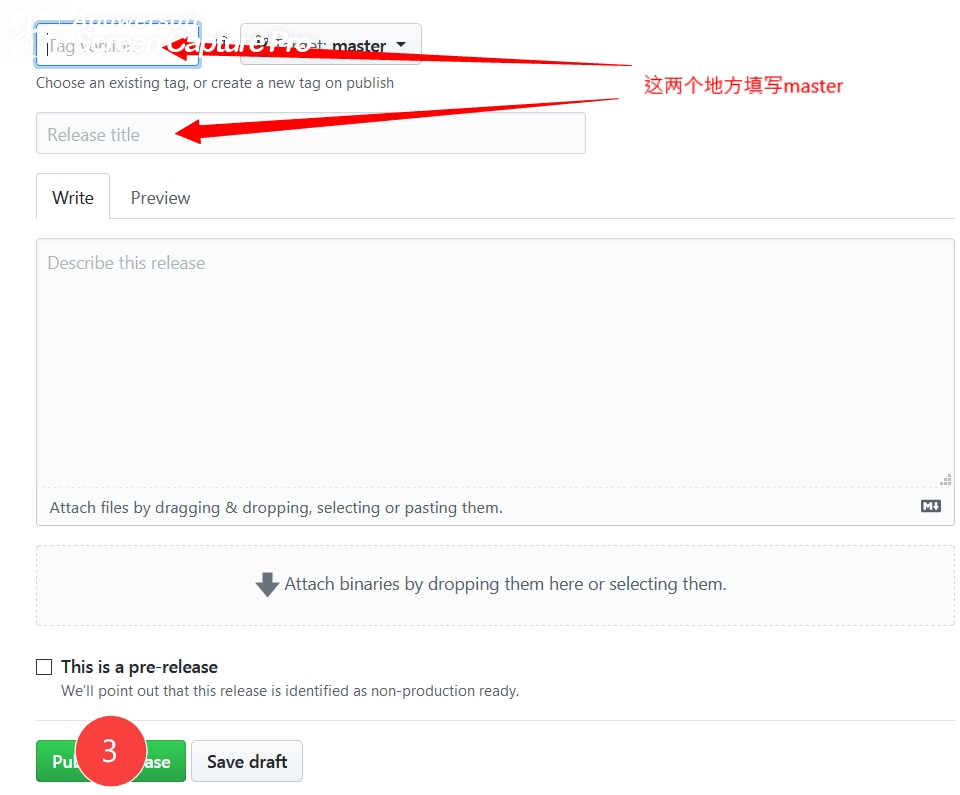 Apowersoft
Screen Capture Pro
Tag version
Target: master
这两个地方填写master
Choose an existing tag, or create a new tag on publish
Release title
Write Preview
Describe this release
Attach files by dragging & dropping, selecting or pasting them.
M
Attach binaries by dropping them here or selecting them.
This is a pre-release
We'll point out that this release is identified as non-production ready.
3
Save draft